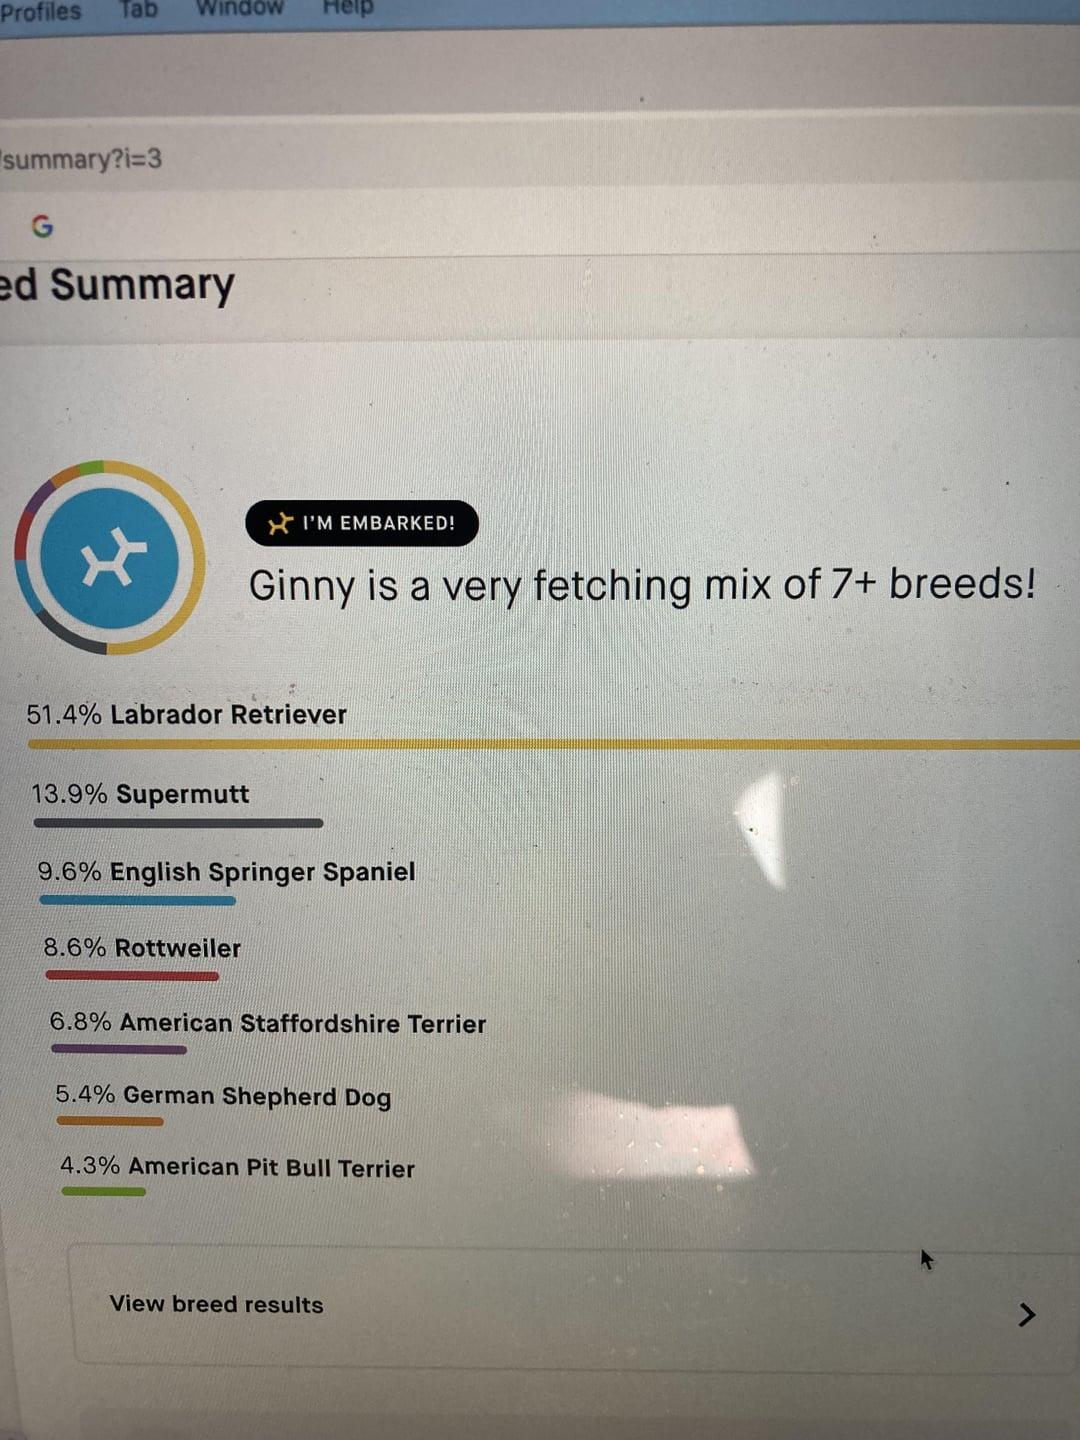 Profiles Tab Window Help
/summary?i=3
G
ed Summary
I'M EMBARKED!
Ginny is a very fetching mix of 7+ breeds!
51.4% Labrador Retriever
13.9% Supermutt
9.6% English Springer Spaniel
8.6% Rottweiler
6.8% American Staffordshire Terrier
5.4% German Shepherd Dog
4.3% American Pit Bull Terrier
View breed results